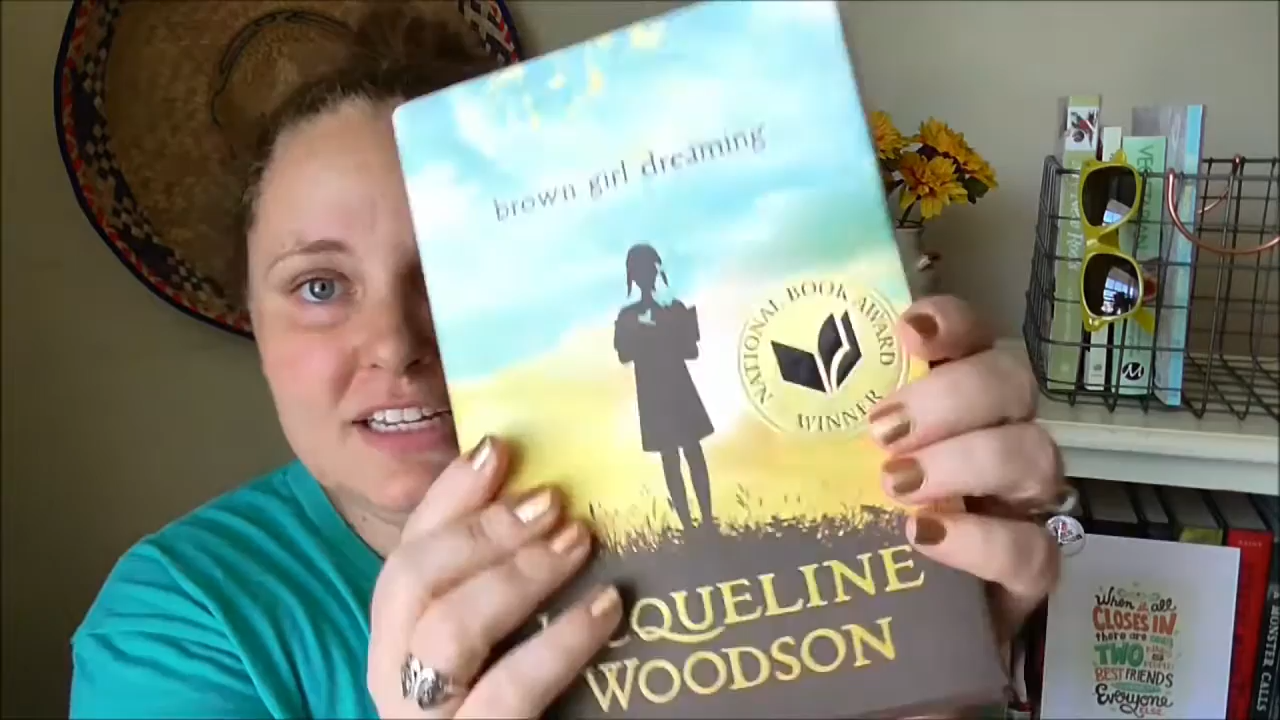 brown girl dreaming
NATIONAL BOOK AWARD
WINNER
QUELINE
WOODSON
When it all
CLOSES IN
there are
TWO
BEST FRIENDS
Everyone
ELSE
MONSTER CALLS